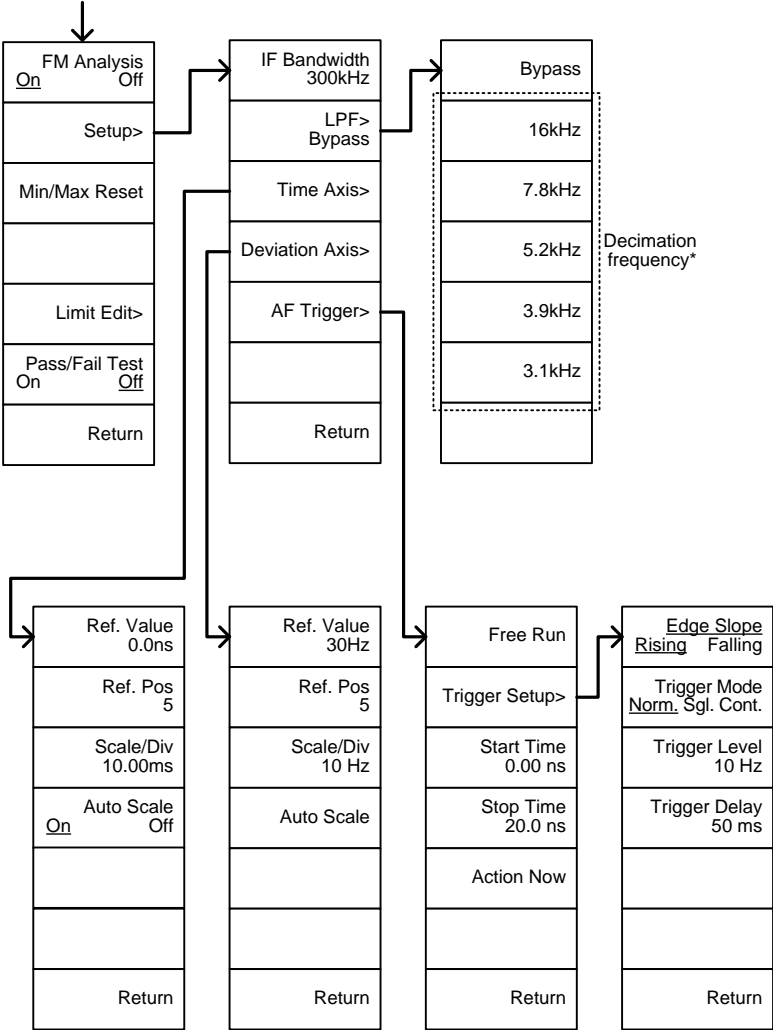 FM Analysis
On Off
Setup>
Min/Max Reset
Limit Edit>
Pass/Fail Test
On Off
Return
IF Bandwidth
300kHz
LPF>
Bypass
Time Axis>
Deviation Axis>
AF Trigger>
Return
Bypass
16kHz
7.8kHz
5.2kHz
3.9kHz
3.1kHz
Decimation
frequency*
Ref. Value
0.0ns
Ref. Pos
5
Scale/Div
10.00ms
Auto Scale
On Off
Return
Ref. Value
30Hz
Ref. Pos
5
Scale/Div
10 Hz
Auto Scale
Return
Free Run
Trigger Setup>
Start Time
0.00 ns
Stop Time
20.0 ns
Action Now
Return
Edge Slope
Rising Falling
Trigger Mode
Norm. Sgl. Cont.
Trigger Level
10 Hz
Trigger Delay
50 ms
Return